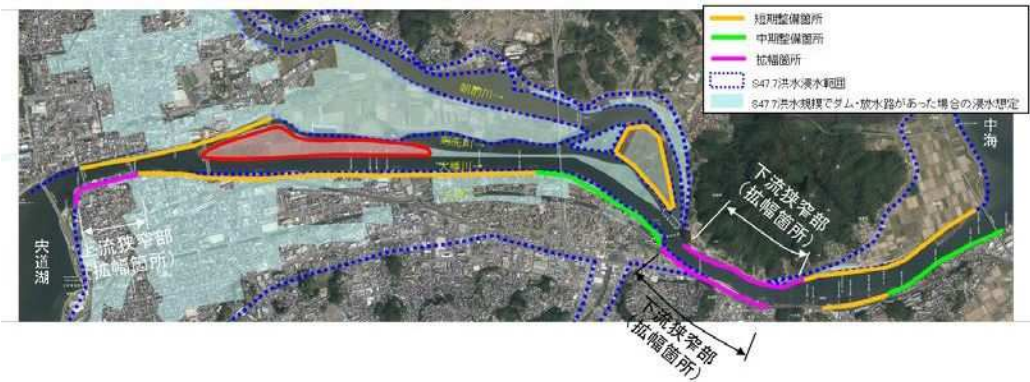 短期整備箇所
中期整備箇所
拡幅箇所
S47.7洪水浸水範囲
S47.7洪水規模でダム・放水路があった場合の浸水想定
朝酌川→
中海
大橋川→
下流狭窄部
(拡幅箇所)
上流狭窄部
(拡幅箇所)
宍道湖
下流狭窄部
(拡幅箇所)